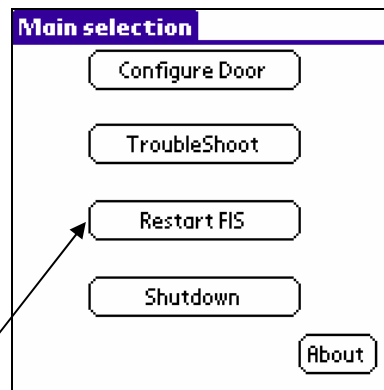 Main selection
Configure Door
TroubleShoot
Restart FIS
Shutdown
About